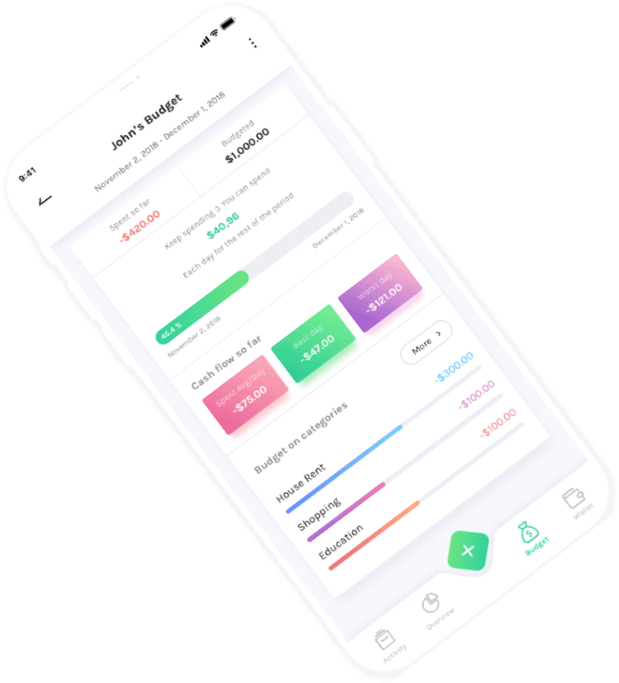 9:41
John's Budget
November 2, 2018 - December 1, 2018
Spent so far
-$420.00
Budgeted
$1,000.00
Keep spending :). You can spend
$40,96
Each day for the rest of the period
45.4 %
November 2, 2018
December 1, 2018
Cash flow so far
Spent Avg/day
-$75.00
Best day
-$47.00
Worst day
-$121.00
Budget on categories
More
House Rent
-$300.00
Shopping
-$100.00
Education
-$100.00
Activity
Overview
Budget
Wallet